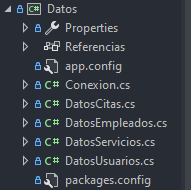 C# Datos
Properties
Referencias
app.config
C# Conexion.cs
C# DatosCitas.cs
C# DatosEmpleados.cs
C# DatosServicios.cs
C# DatosUsuarios.cs
packages.config